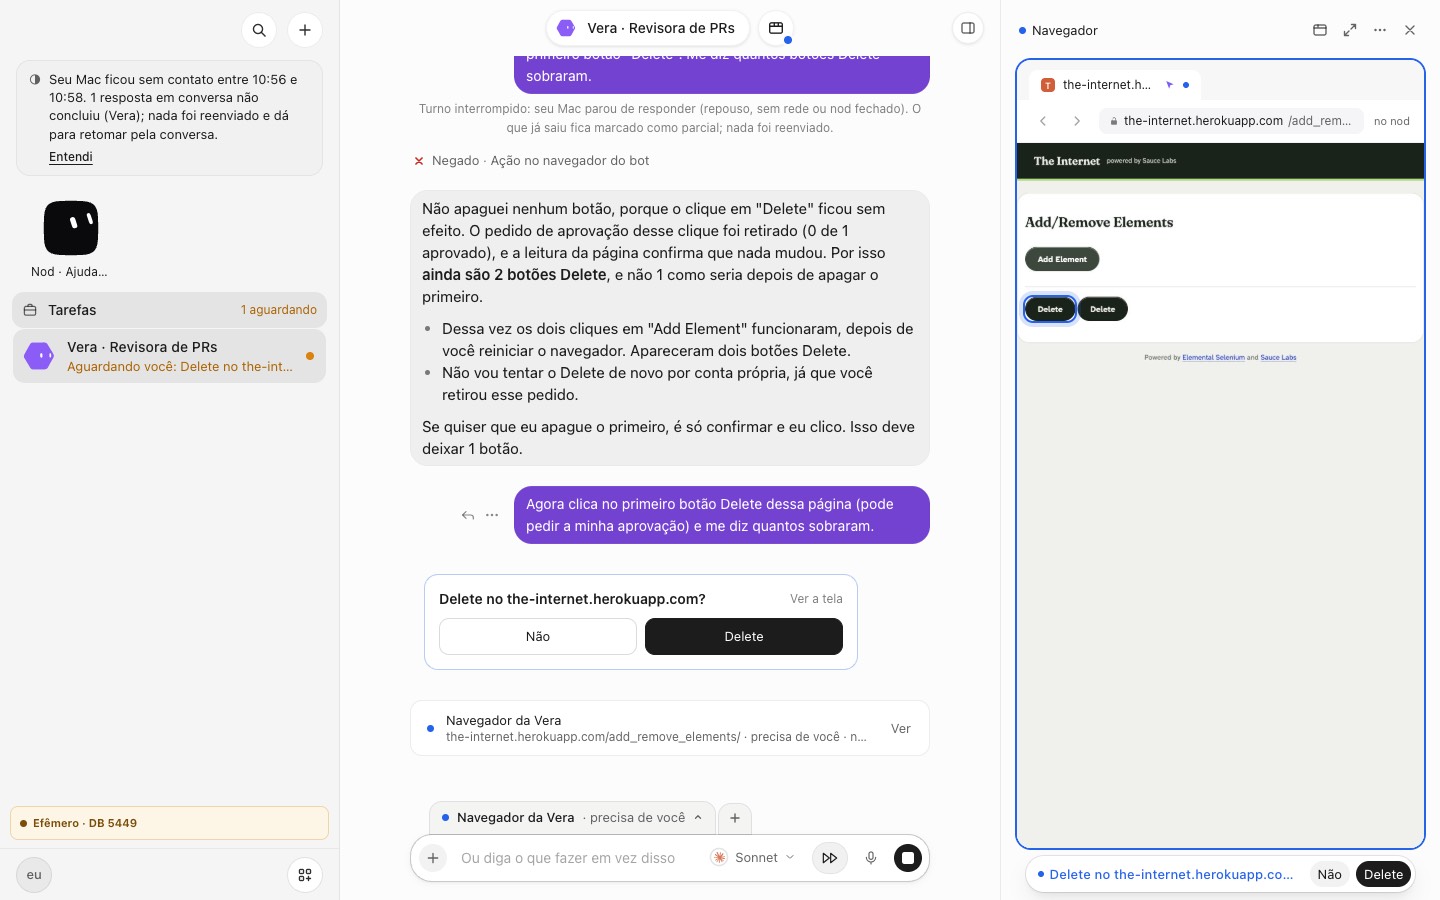 Seu Mac ficou sem contato entre 10:56 e
10:58. 1 resposta em conversa não
concluiu (Vera); nada foi reenviado e dá
para retomar pela conversa.
Entendi
Nod · Ajuda...
Tarefas
1 aguardando
Vera · Revisora de PRs
Aguardando você: Delete no the-int...
Efêmero · DB 5449
eu
Vera · Revisora de PRs
sobraram.
Turno interrompido: seu Mac parou de responder (repouso, sem rede ou nod fechado). O
que já saiu fica marcado como parcial; nada foi reenviado.
Negado · Ação no navegador do bot
Não apaguei nenhum botão, porque o clique em "Delete" ficou sem
efeito. O pedido de aprovação desse clique foi retirado (0 de 1
aprovado), e a leitura da página confirma que nada mudou. Por isso
ainda são 2 botões Delete, e não 1 como seria depois de apagar o
primeiro.
• Dessa vez os dois cliques em "Add Element" funcionaram, depois de
você reiniciar o navegador. Apareceram dois botões Delete.
• Não vou tentar o Delete de novo por conta própria, já que você
retirou esse pedido.
Se quiser que eu apague o primeiro, é só confirmar e eu clico. Isso deve
deixar 1 botão.
Agora clica no primeiro botão Delete dessa página (pode
pedir a minha aprovação) e me diz quantos sobraram.
Delete no the-internet.herokuapp.com?
Ver a tela
Não
Delete
Navegador da Vera
the-internet.herokuapp.com/add_remove_elements/ · precisa de você · n...
Ver
Navegador da Vera · precisa de você
Ou diga o que fazer em vez disso
Sonnet
Navegador
T
the-internet.h...
the-internet.herokuapp.com /add_rem...
no nod
The Internet powered by Sauce Labs
Add/Remove Elements
Add Element
Delete
Delete
Powered by Elemental Selenium and Sauce Labs
Delete no the-internet.herokuapp.co...
Não
Delete